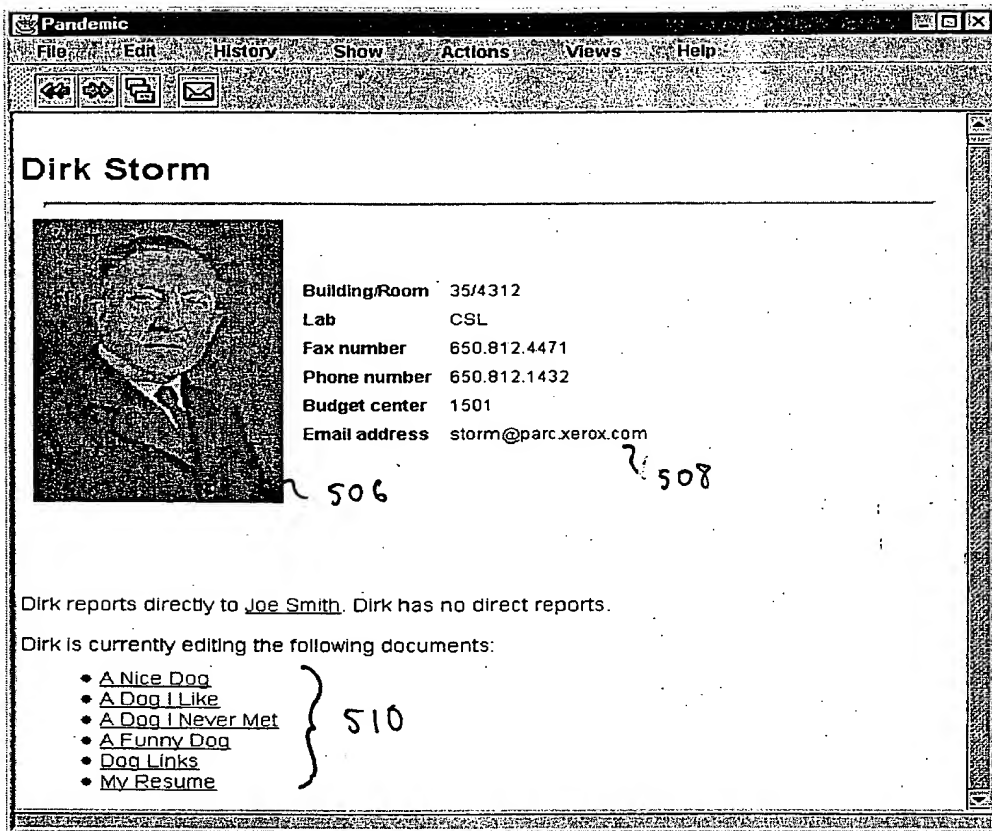 Pandemic
File Edit History Show Actions Views Help
Dirk Storm
Building/Room 35/4312
Lab CSL
Fax number 650.812.4471
Phone number 650.812.1432
Budget center 1501
Email address storm@parc.xerox.com
506
508
Dirk reports directly to Joe Smith. Dirk has no direct reports.
Dirk is currently editing the following documents:
A Nice Dog
A Dog I Like
A Dog I Never Met
510
A Funny Dog
Dog Links
My Resume